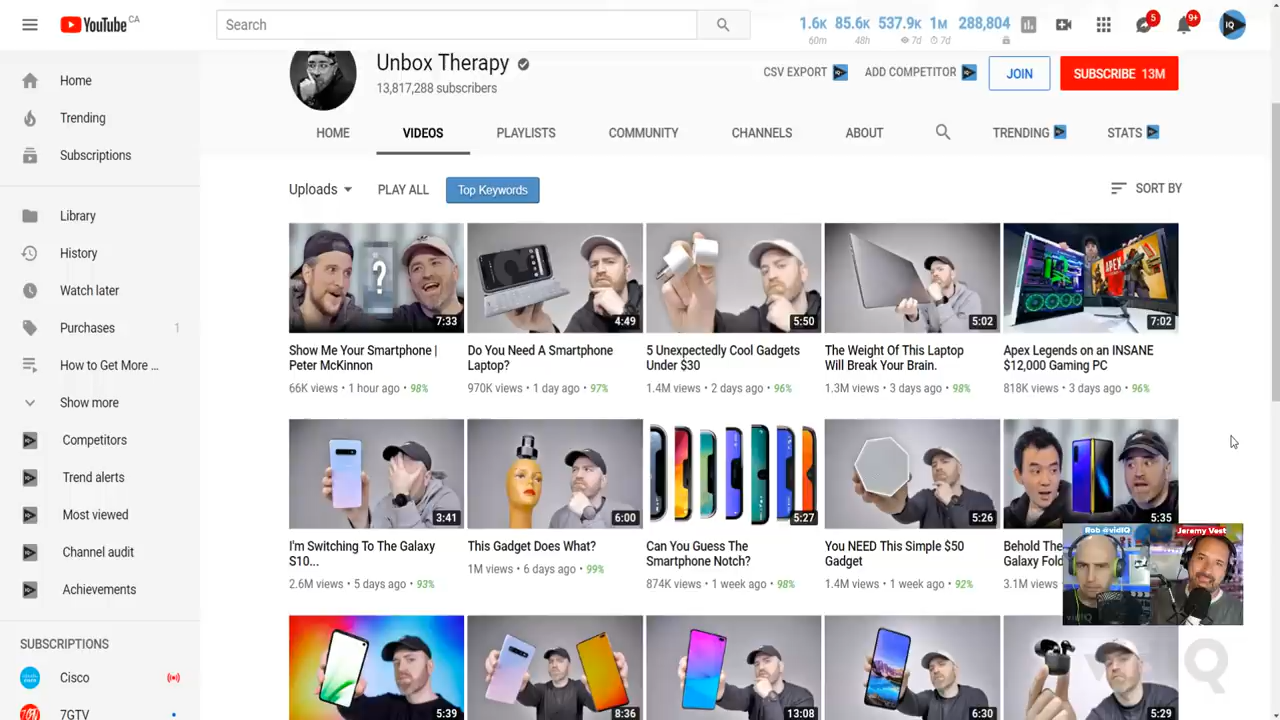 YouTube CA
Search
1.6K 85.6K 537.9K 1M 288,804
60m 48h 7d 7d
5
9+
IQ
Home
Trending
Subscriptions
Library
History
Watch later
Purchases 1
How to Get More ...
Show more
Competitors
Trend alerts
Most viewed
Channel audit
Achievements
SUBSCRIPTIONS
Cisco
7GTV
Unbox Therapy
13,817,288 subscribers
CSV EXPORT
ADD COMPETITOR
JOIN
SUBSCRIBE 13M
HOME VIDEOS PLAYLISTS COMMUNITY CHANNELS ABOUT TRENDING STATS
Uploads PLAY ALL Top Keywords SORT BY
?
7:33 4:49 5:50 5:02 7:02
APEX
Show Me Your Smartphone |
Peter McKinnon
66K views • 1 hour ago • 98%
Do You Need A Smartphone
Laptop?
970K views • 1 day ago • 97%
5 Unexpectedly Cool Gadgets
Under $30
1.4M views • 2 days ago • 96%
The Weight Of This Laptop
Will Break Your Brain.
1.3M views • 3 days ago • 98%
Apex Legends on an INSANE
$12,000 Gaming PC
818K views • 3 days ago • 96%
3:41 6:00 5:27 5:26 5:35
I'm Switching To The Galaxy
S10...
2.6M views • 5 days ago • 93%
This Gadget Does What?
1M views • 6 days ago • 99%
Can You Guess The
Smartphone Notch?
874K views • 1 week ago • 98%
You NEED This Simple $50
Gadget
1.4M views • 1 week ago • 92%
Behold The
Galaxy Fold
3.1M views
Rob @vidIQ
Jeremy Vest
vidIQ
5:39 8:36 13:08 6:30 5:29